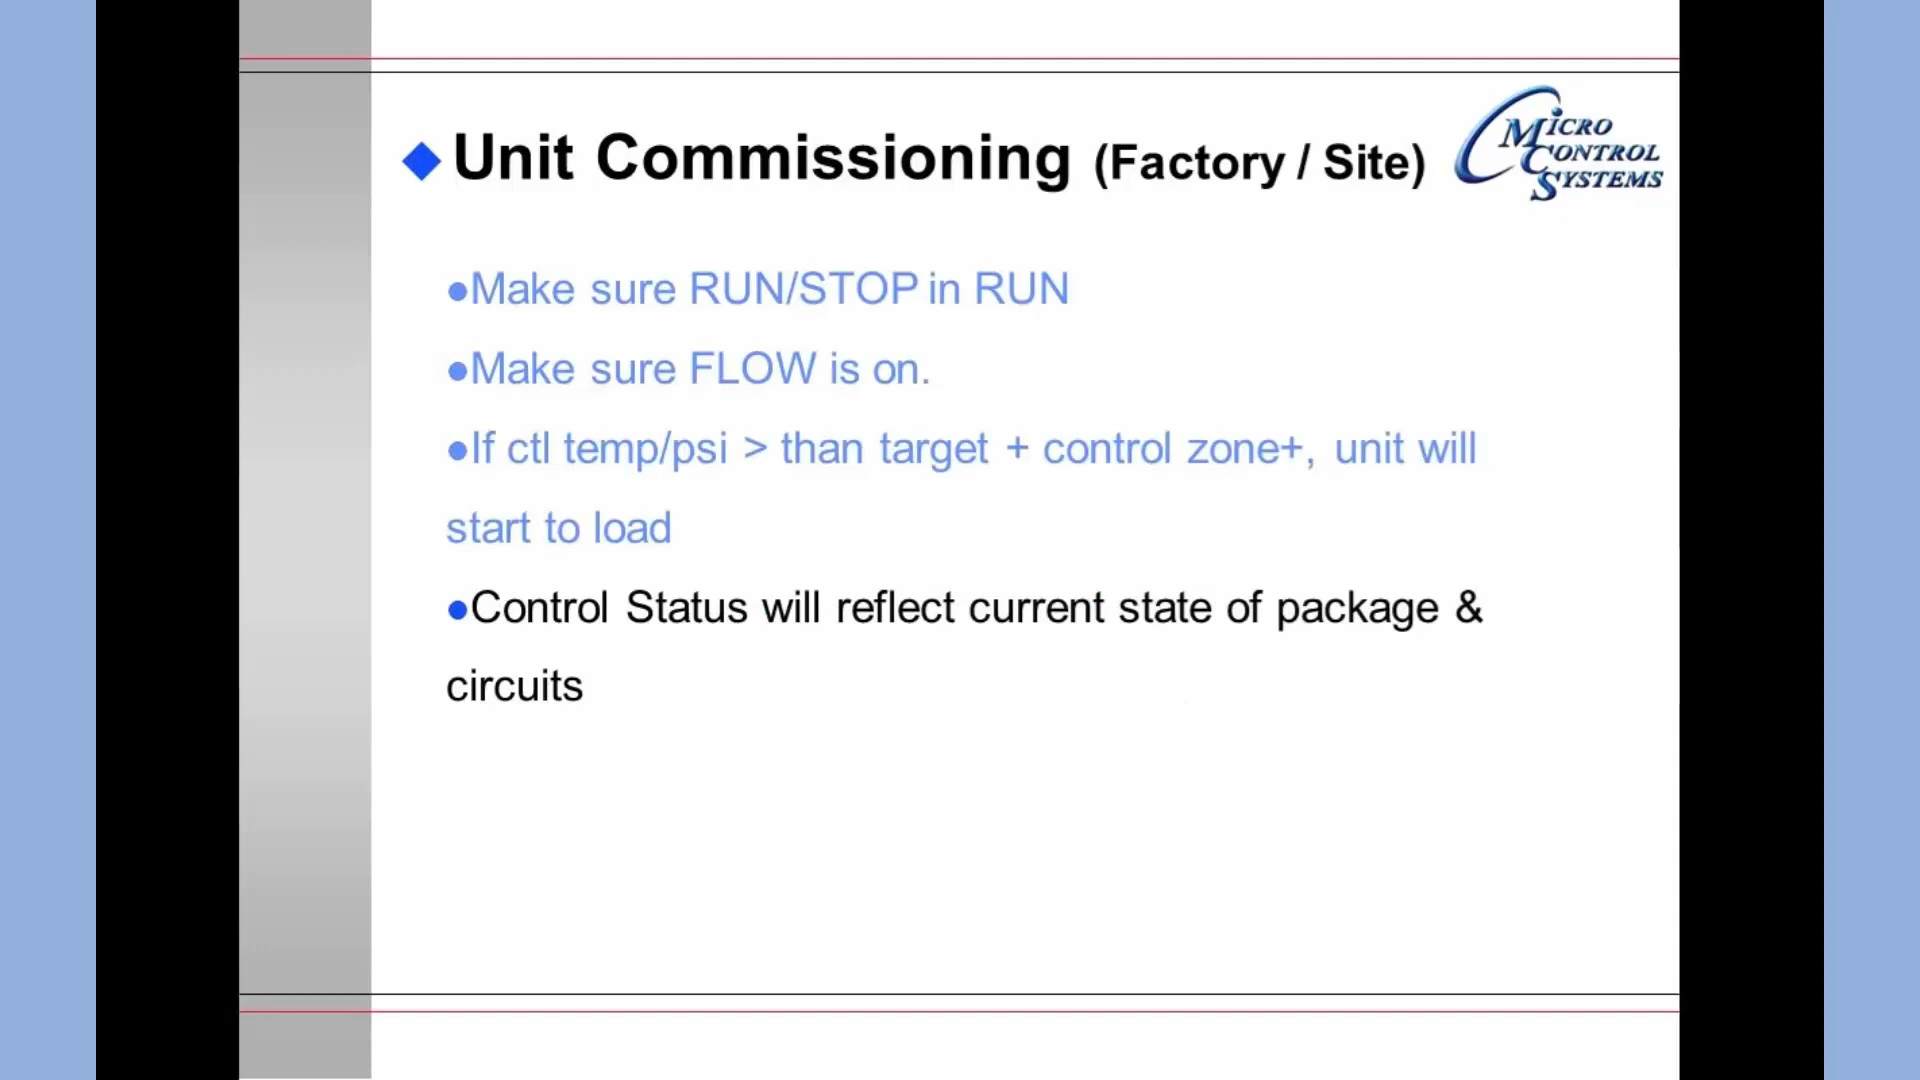 ◆Unit Commissioning (Factory / Site)
MICRO
CONTROL
SYSTEMS
●Make sure RUN/STOP in RUN
●Make sure FLOW is on.
●If ctl temp/psi > than target + control zone+, unit will
start to load
●Control Status will reflect current state of package &
circuits